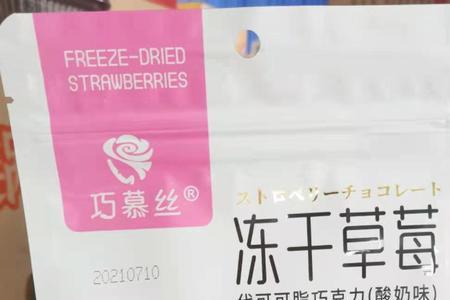 FREEZE-DRIED
STRAWBERRIES
巧慕丝®
ストロベリーチョコレート
冻干草莓
代可可脂巧克力(酸奶味)
20210710